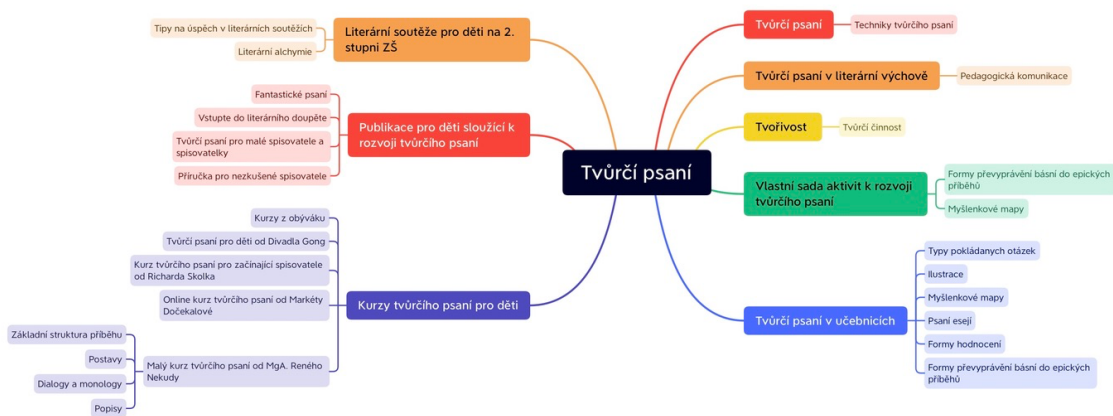 Tvůrčí psaní
Tvůrčí psaní
Techniky tvůrčího psaní
Tvůrčí psaní v literární výchově
Pedagogická komunikace
Tvořivost
Tvůrčí činnost
Vlastní sada aktivit k rozvoji
tvůrčího psaní
Formy převyprávění básní do epických
příběhů
Myšlenkové mapy
Tvůrčí psaní v učebnicích
Typy pokládaných otázek
Ilustrace
Myšlenkové mapy
Psaní esejí
Formy hodnocení
Formy převyprávění básní do epických
příběhů
Literární soutěže pro děti na 2.
stupni ZŠ
Tipy na úspěch v literárních soutěžích
Literární alchymie
Publikace pro děti sloužící k
rozvoji tvůrčího psaní
Fantastické psaní
Vstupte do literárního doupěte
Tvůrčí psaní pro malé spisovatele a
spisovatelky
Příručka pro nezkušené spisovatele
Kurzy tvůrčího psaní pro děti
Kurzy z obýváku
Tvůrčí psaní pro děti od Divadla Gong
Kurz tvůrčího psaní pro začínající spisovatele
od Richarda Skolka
Online kurz tvůrčího psaní od Markéty
Dočekalové
Malý kurz tvůrčího psaní od MgA. Reného
Nekudy
Základní struktura příběhu
Postavy
Dialogy a monology
Popisy